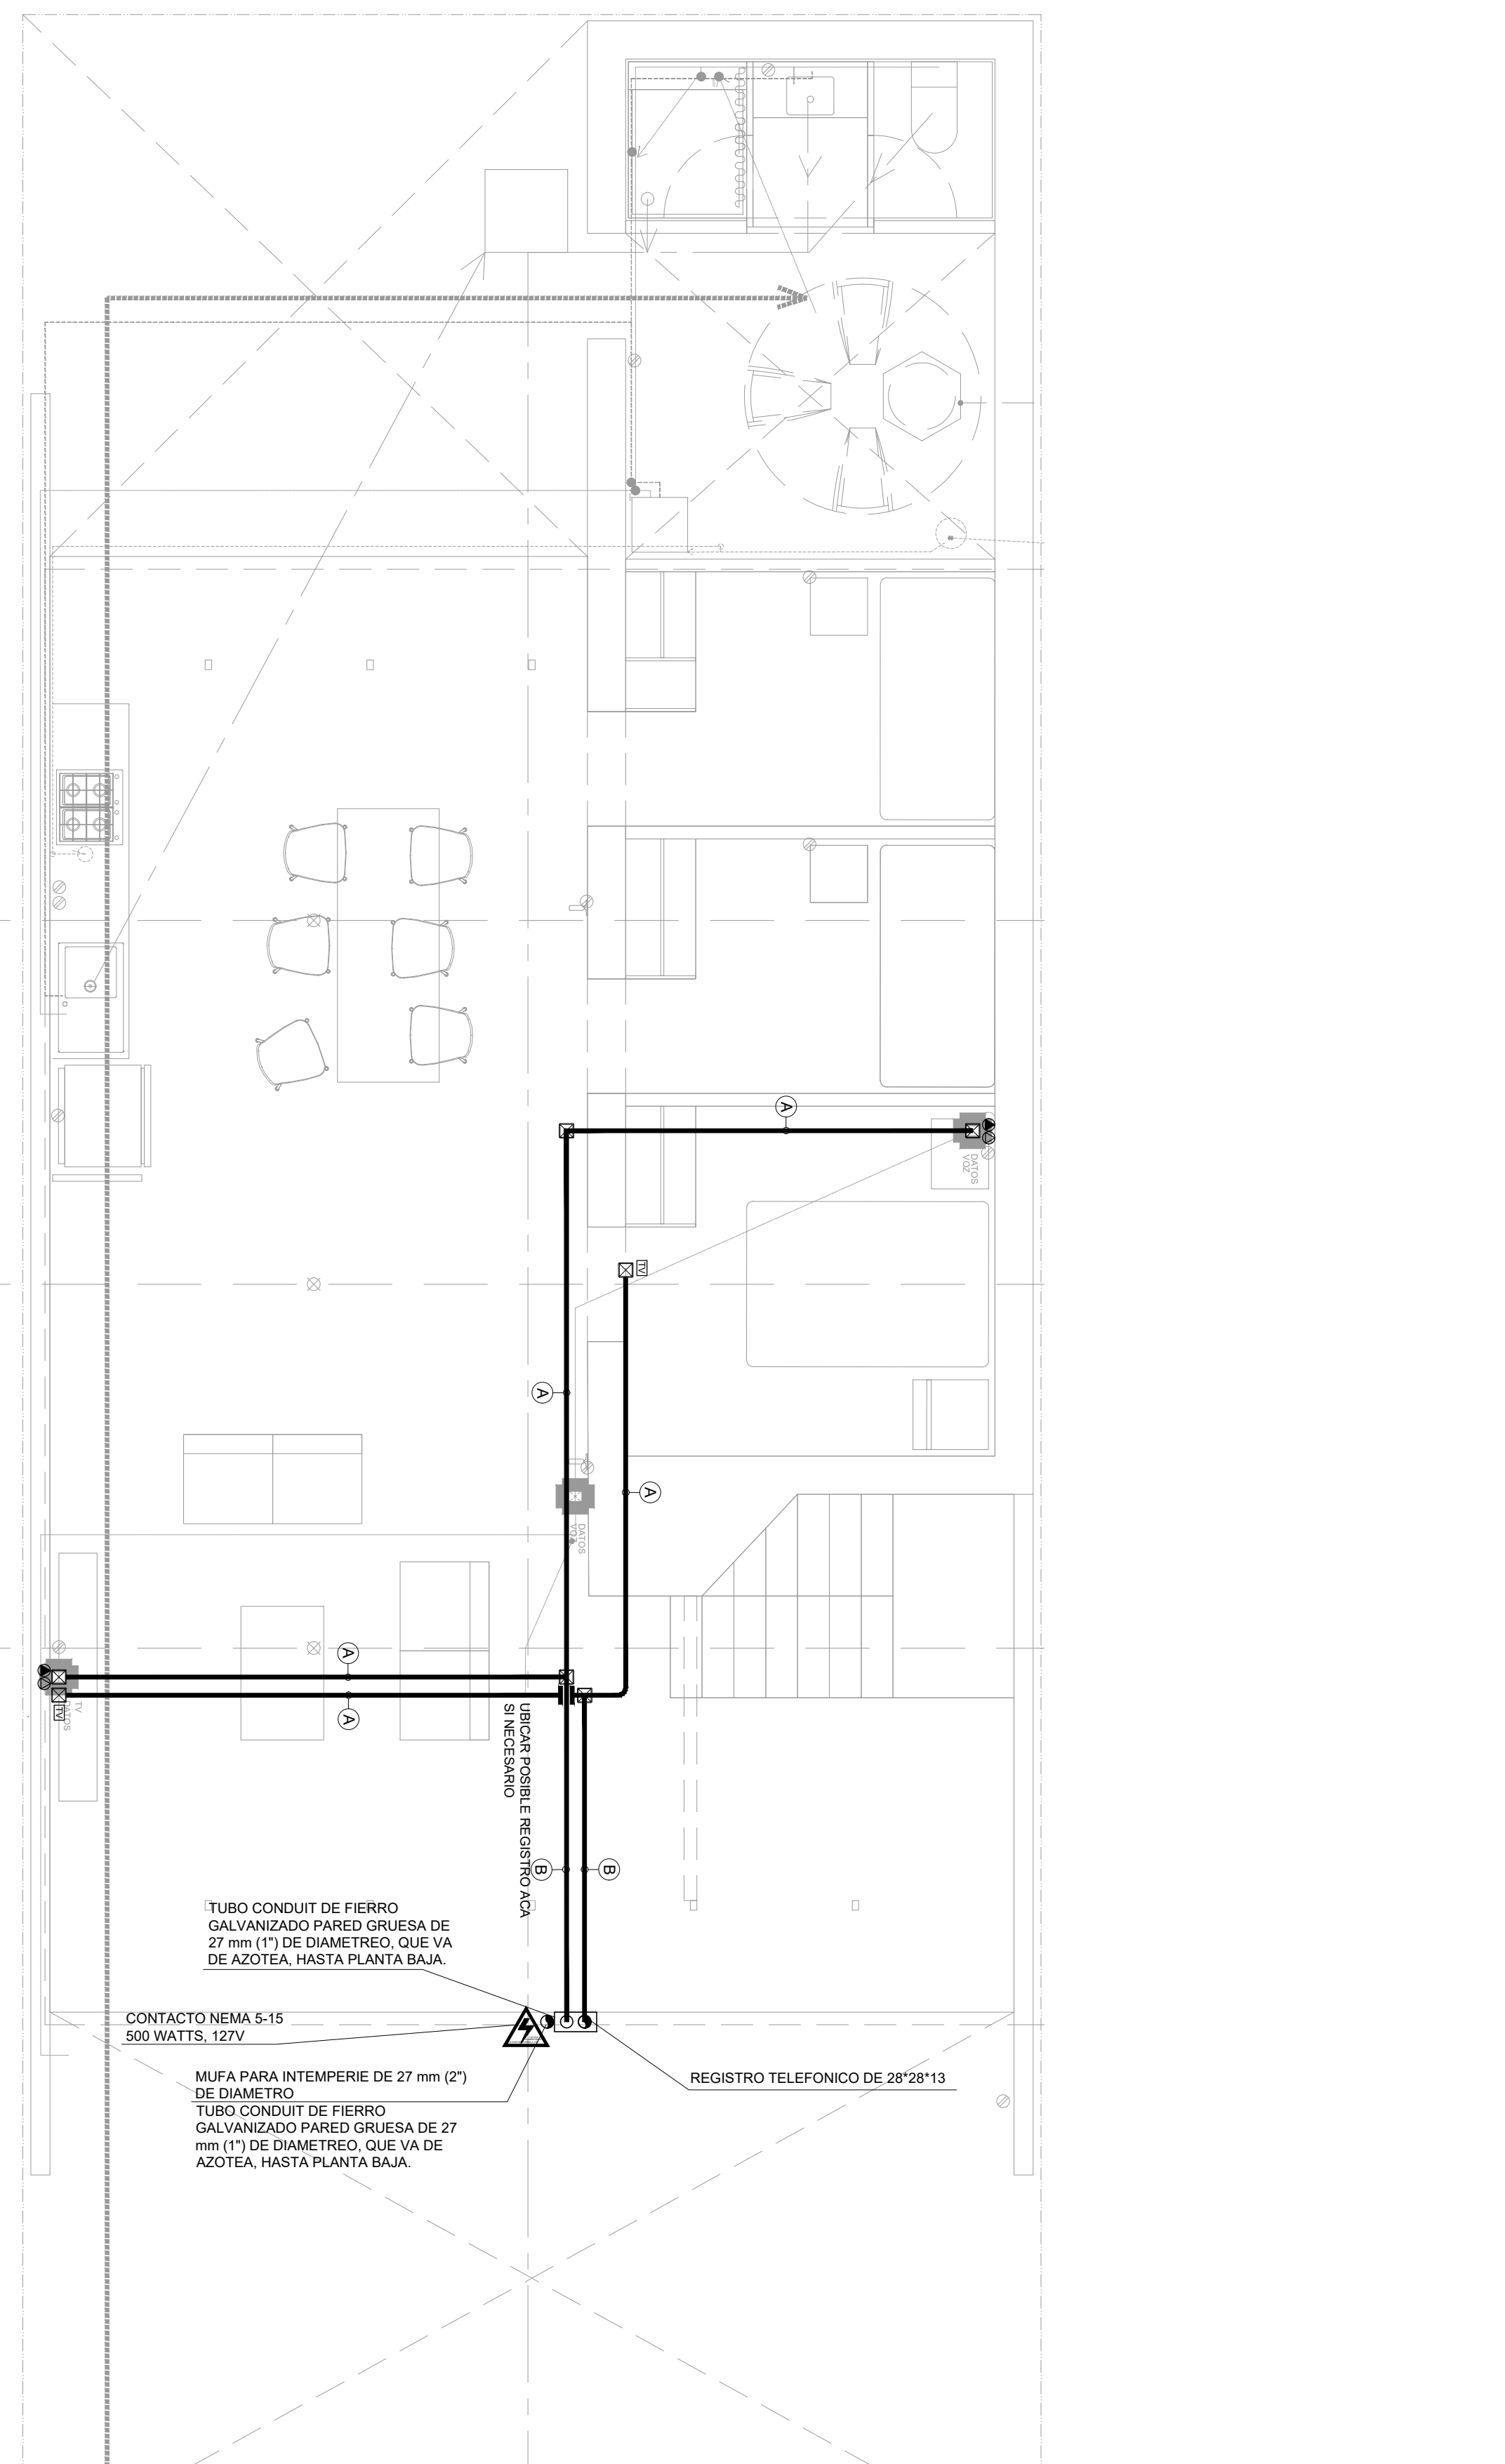 A
DATOS
VOZ
TV
A
A
DATOS
VOZ
A
A
TV
DATOS
TV
UBICAR POSIBLE REGISTRO ACA
SI NECESARIO
B
B
TUBO CONDUIT DE FIERRO
GALVANIZADO PARED GRUESA DE
27 mm (1") DE DIAMETREO, QUE VA
DE AZOTEA, HASTA PLANTA BAJA.
CONTACTO NEMA 5-15
500 WATTS, 127V
MUFA PARA INTEMPERIE DE 27 mm (2")
DE DIAMETRO
TUBO CONDUIT DE FIERRO
GALVANIZADO PARED GRUESA DE 27
mm (1") DE DIAMETREO, QUE VA DE
AZOTEA, HASTA PLANTA BAJA.
REGISTRO TELEFONICO DE 28*28*13